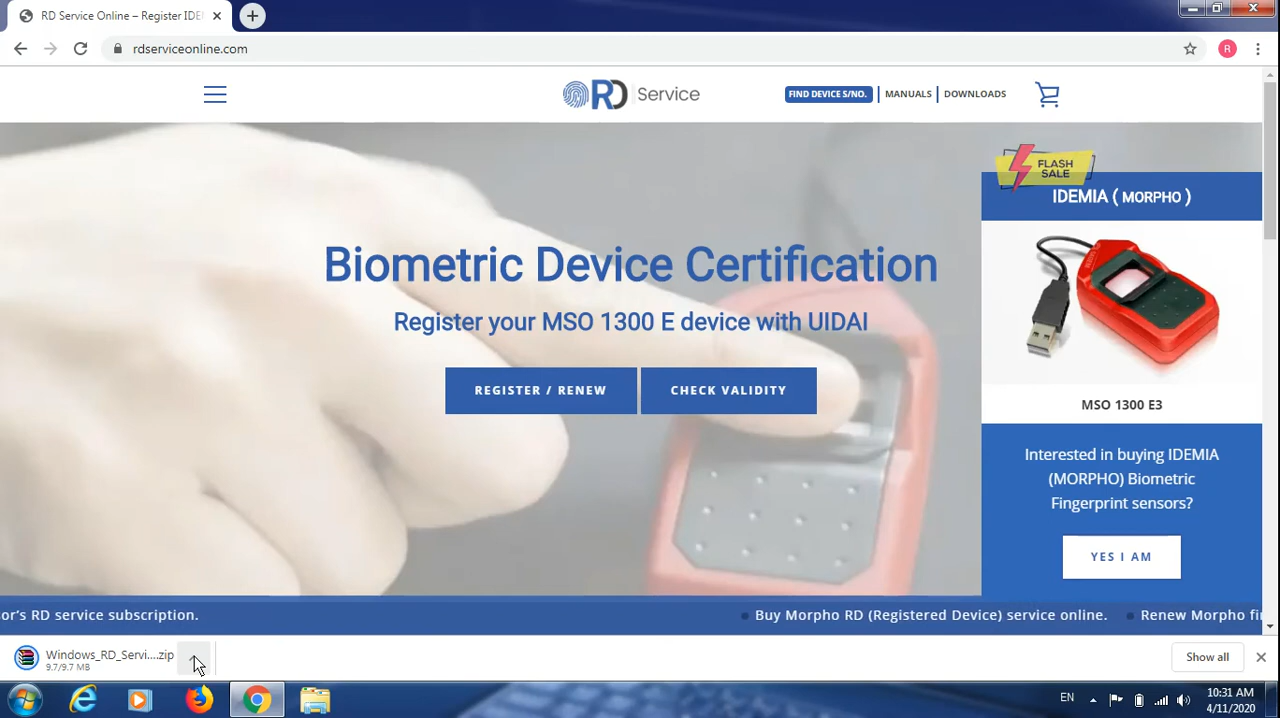 RD Service Online – Register IDE
rdserviceonline.com
R
RD Service
FIND DEVICE S/NO. MANUALS DOWNLOADS
FLASH
SALE
IDEMIA ( MORPHO )
Biometric Device Certification
Register your MSO 1300 E device with UIDAI
REGISTER / RENEW CHECK VALIDITY
MSO 1300 E3
Interested in buying IDEMIA
(MORPHO) Biometric
Fingerprint sensors?
YES I AM
or's RD service subscription. Buy Morpho RD (Registered Device) service online. Renew Morpho fi
Windows_RD_Servi....zip
9.7/9.7 MB
Show all
EN
10:31 AM
4/11/2020